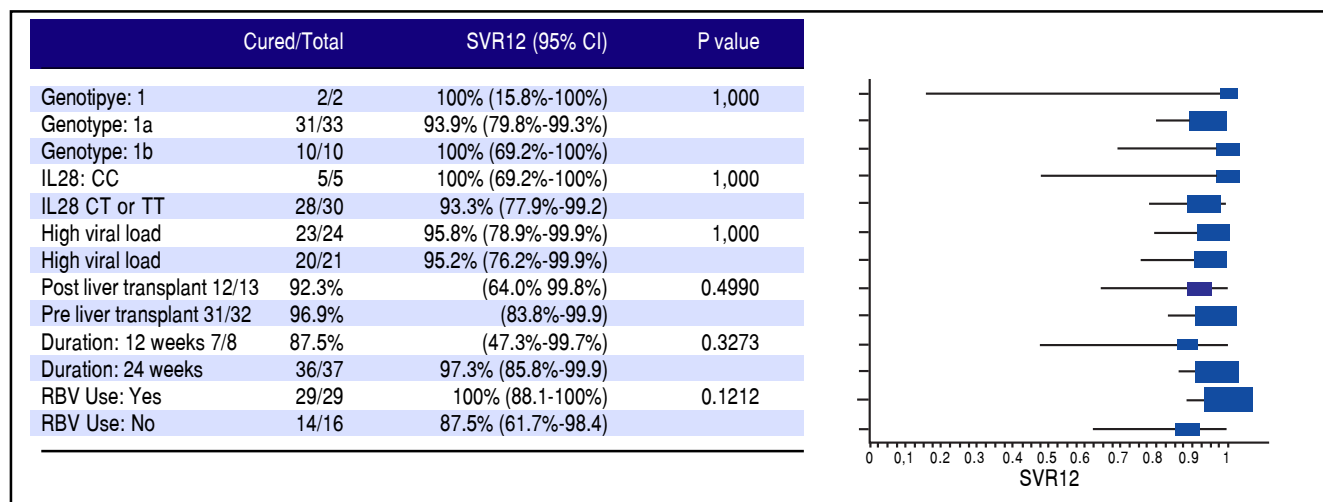 Cured/Total SVR12 (95% CI) P value
Genotipye: 1 2/2 100% (15.8%-100%) 1,000
Genotype: 1a 31/33 93.9% (79.8%-99.3%)
Genotype: 1b 10/10 100% (69.2%-100%)
IL28: CC 5/5 100% (69.2%-100%) 1,000
IL28 CT or TT 28/30 93.3% (77.9%-99.2)
High viral load 23/24 95.8% (78.9%-99.9%) 1,000
High viral load 20/21 95.2% (76.2%-99.9%)
Post liver transplant 12/13 92.3% (64.0% 99.8%) 0.4990
Pre liver transplant 31/32 96.9% (83.8%-99.9)
Duration: 12 weeks 7/8 87.5% (47.3%-99.7%) 0.3273
Duration: 24 weeks 36/37 97.3% (85.8%-99.9)
RBV Use: Yes 29/29 100% (88.1-100%) 0.1212
RBV Use: No 14/16 87.5% (61.7%-98.4)
0 0,1 0.2 0.3 0.4 0.5 0.6 0.7 0.8 0.9 1
SVR12